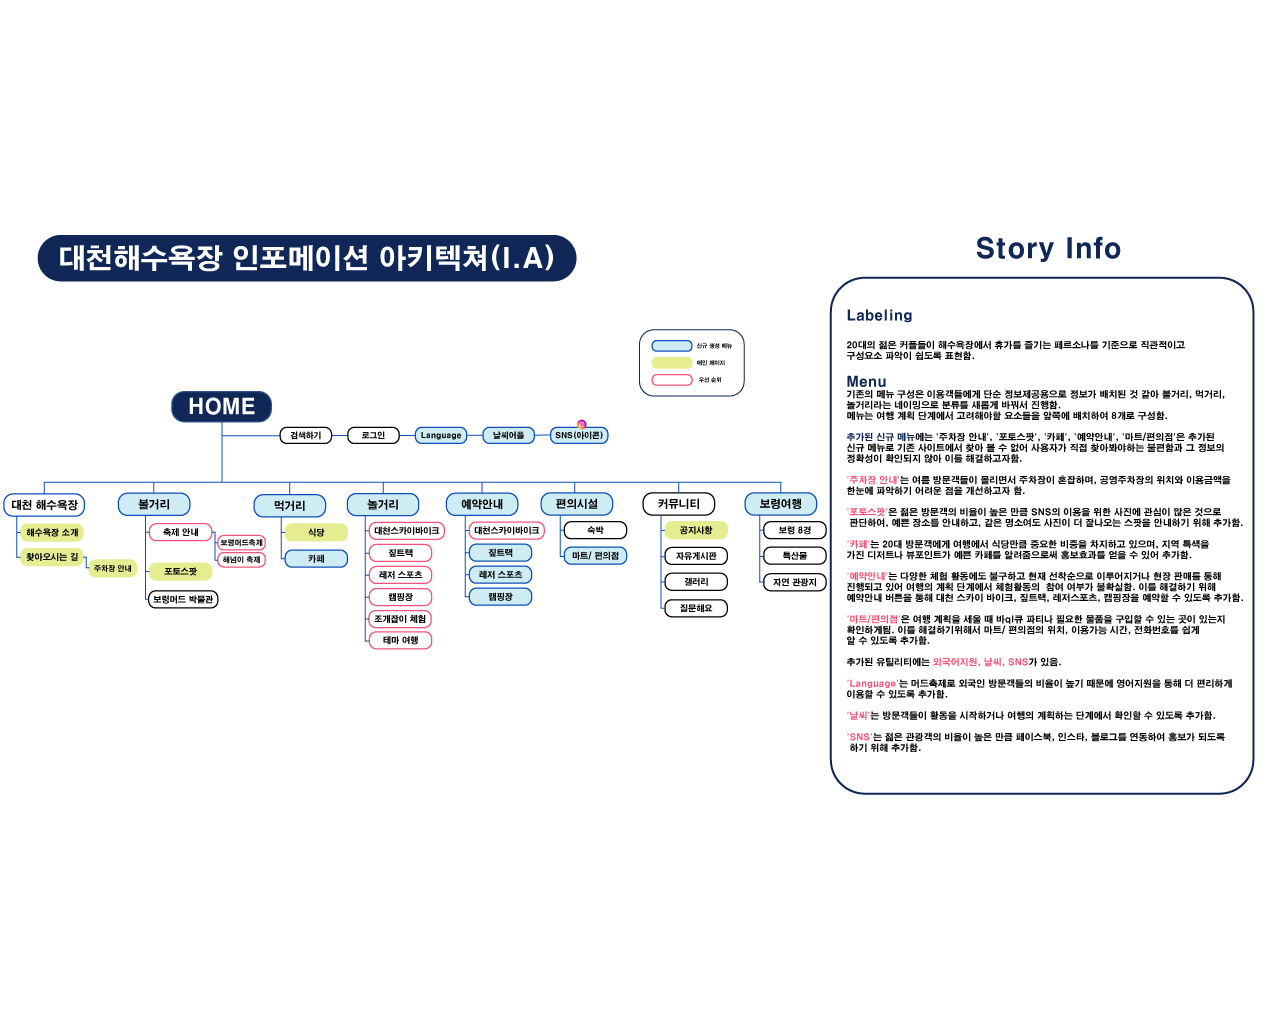 대천해수욕장 인포메이션 아키텍쳐(I.A)
신규 생성 메뉴
메인 페이지
우선 순위
HOME
검색하기
로그인
Language
날씨어플
SNS(아이콘)
대천 해수욕장
해수욕장 소개
찾아오시는 길
주차장 안내
볼거리
축제 안내
보령머드축제
해넘이 축제
포토스팟
보령머드 박물관
먹거리
식당
카페
놀거리
대천스카이바이크
짚트랙
레저 스포츠
캠핑장
조개잡이 체험
테마 여행
예약안내
대천스카이바이크
짚트랙
레저 스포츠
캠핑장
편의시설
숙박
마트/ 편의점
커뮤니티
공지사항
자유게시판
갤러리
질문해요
보령여행
보령 8경
특산물
자연 관광지
Story Info
Labeling
20대의 젊은 커플들이 해수욕장에서 휴가를 즐기는 페르소나를 기준으로 직관적이고
구성요소 파악이 쉽도록 표현함.
Menu
기존의 메뉴 구성은 이용객들에게 단순 정보제공용으로 정보가 배치된 것 같아 볼거리, 먹거리,
놀거리라는 네이밍으로 분류를 새롭게 바꿔서 진행함.
메뉴는 여행 계획 단계에서 고려해야할 요소들을 앞쪽에 배치하여 8개로 구성함.
추가된 신규 메뉴에는 '주차장 안내', '포토스팟', '카페', '예약안내', '마트/편의점'은 추가된
신규 메뉴로 기존 사이트에서 찾아 볼 수 없어 사용자가 직접 찾아봐야하는 불편함과 그 정보의
정확성이 확인되지 않아 이를 해결하고자함.
'주차장 안내'는 여름 방문객들이 몰리면서 주차장이 혼잡하며, 공영주차장의 위치와 이용금액을
한눈에 파악하기 어려운 점을 개선하고자 함.
'포토스팟'은 젊은 방문객의 비율이 높은 만큼 SNS의 이용을 위한 사진에 관심이 많은 것으로
판단하여, 예쁜 장소를 안내하고, 같은 명소여도 사진이 더 잘나오는 스팟을 안내하기 위해 추가함.
'카페'는 20대 방문객에게 여행에서 식당만큼 중요한 비중을 차지하고 있으며, 지역 특색을
가진 디저트나 뷰포인트가 예쁜 카페를 알려줌으로써 홍보효과를 얻을 수 있어 추가함.
'예약안내'는 다양한 체험 활동에도 불구하고 현재 선착순으로 이루어지거나 현장 판매를 통해
진행되고 있어 여행의 계획 단계에서 체험활동의 참여 여부가 불확실함. 이를 해결하기 위해
예약안내 버튼을 통해 대천 스카이 바이크, 짚트랙, 레저스포츠, 캠핑장을 예약할 수 있도록 추가함.
'마트/편의점'은 여행 계획을 세울 때 바ql큐 파티나 필요한 물품을 구입할 수 있는 곳이 있는지
확인하게됨. 이를 해결하기위해서 마트/ 편의점의 위치, 이용가능 시간, 전화번호를 쉽게
알 수 있도록 추가함.
추가된 유틸리티에는 외국어지원, 날씨, SNS가 있음.
'Language'는 머드축제로 외국인 방문객들의 비율이 높기 때문에 영어지원을 통해 더 편리하게
이용할 수 있도록 추가함.
'날씨'는 방문객들이 활동을 시작하거나 여행의 계획하는 단계에서 확인할 수 있도록 추가함.
'SNS'는 젊은 관광객의 비율이 높은 만큼 페이스북, 인스타, 블로그를 연동하여 홍보가 되도록
하기 위해 추가함.